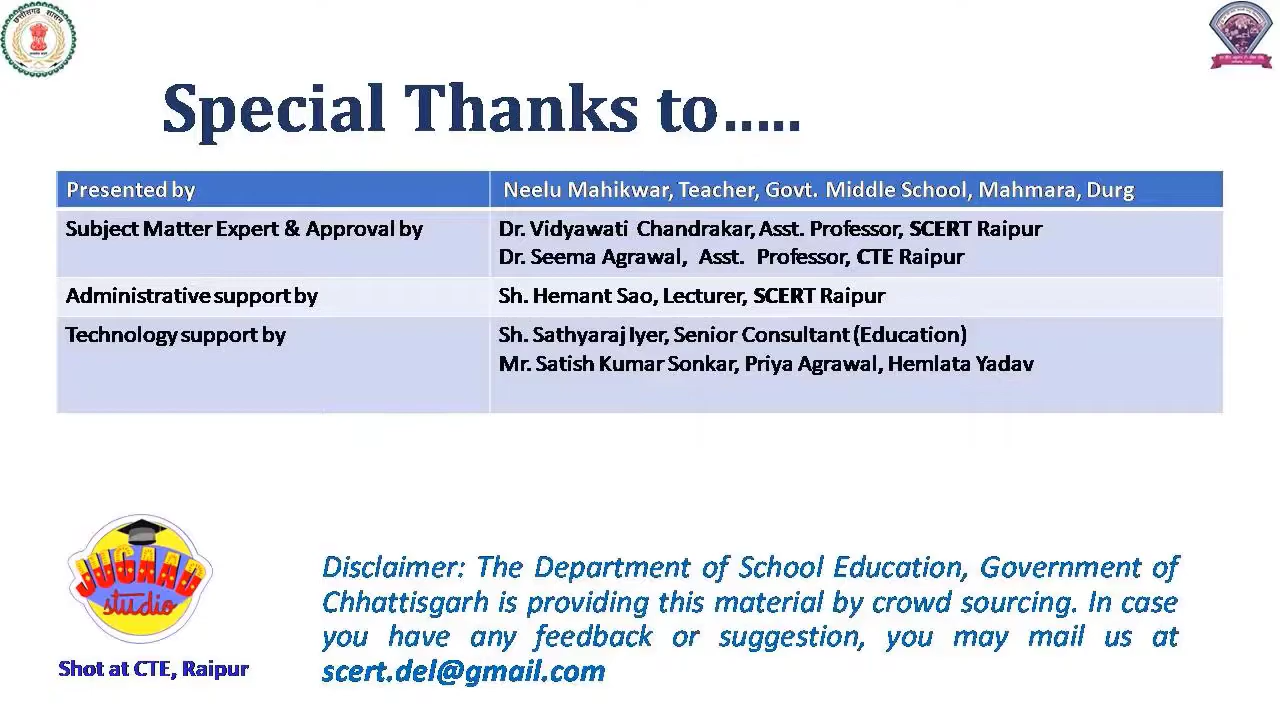 छत्तीसगढ़ शासन
Special Thanks to.....
Presented by
Neelu Mahikwar, Teacher, Govt. Middle School, Mahmara, Durg
Subject Matter Expert & Approval by
Dr. Vidyawati Chandrakar, Asst. Professor, SCERT Raipur
Dr. Seema Agrawal, Asst. Professor, CTE Raipur
Administrative support by
Sh. Hemant Sao, Lecturer, SCERT Raipur
Technology support by
Sh. Sathyaraj Iyer, Senior Consultant (Education)
Mr. Satish Kumar Sonkar, Priya Agrawal, Hemlata Yadav
JUGAAD
studio
Shot at CTE, Raipur
Disclaimer: The Department of School Education, Government of
Chhattisgarh is providing this material by crowd sourcing. In case
you have any feedback or suggestion, you may mail us at
scert.del@gmail.com